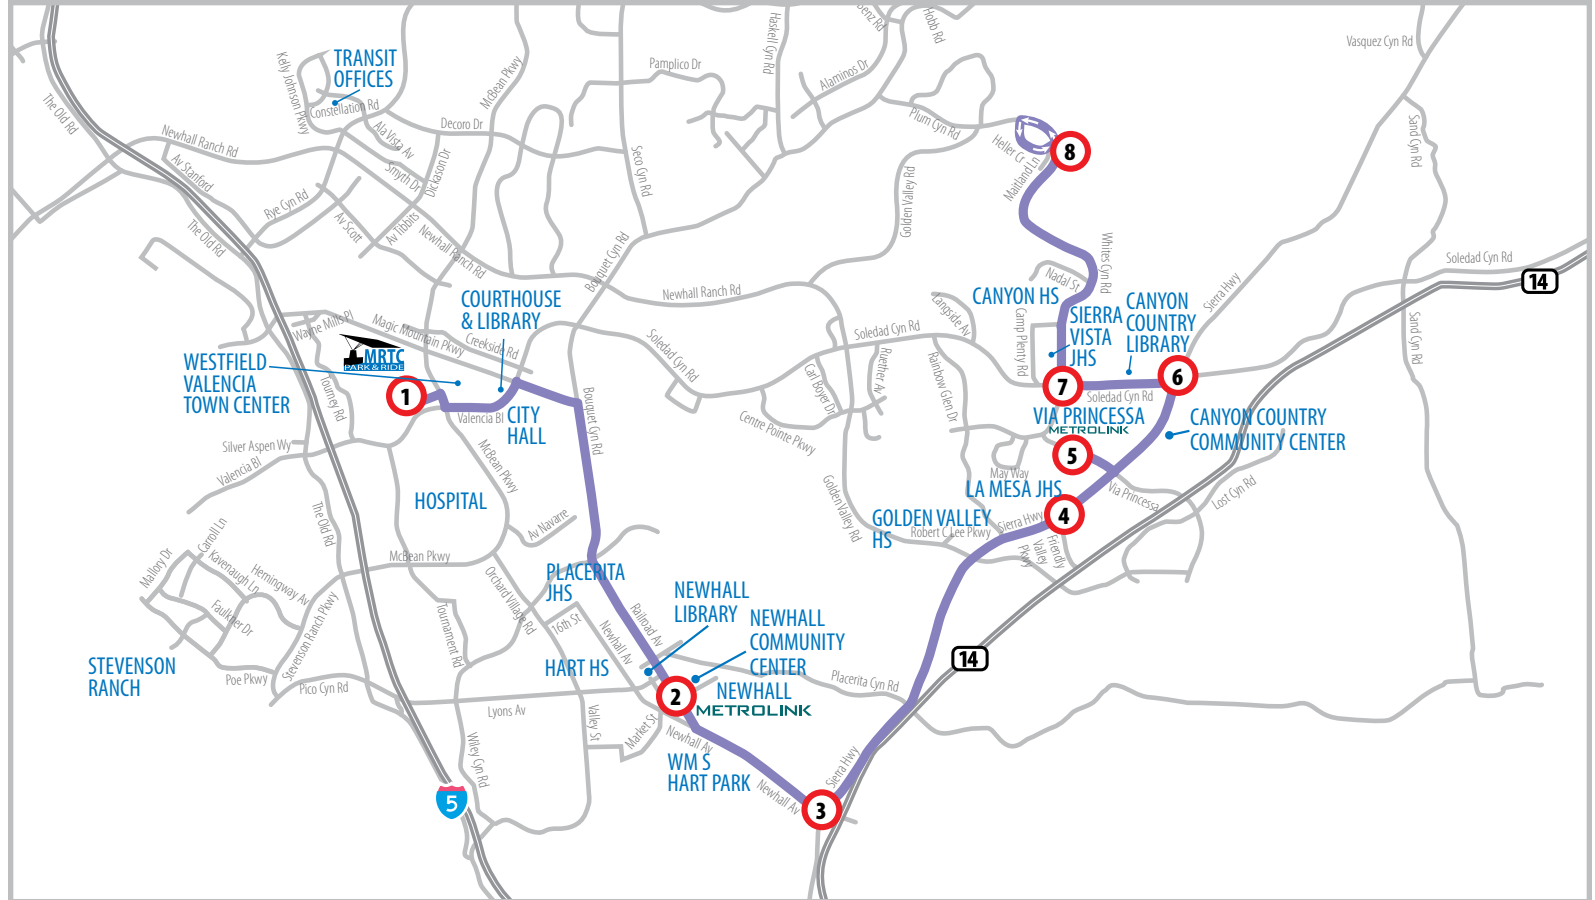 The Old Rd
Kelly Johnson Pkwy
TRANSIT
OFFICES
Constellation Rd
McBean Pkwy
Pamplico Dr
Haskell Cyn Rd
Benz Rd
Hobb Rd
Alaminos Dr
Vasquez Cyn Rd
Newhall Ranch Rd
Av Stanford
Ala Vista Av
Decoro Dr
Smyth Dr
Dickason Dr
Seco Cyn Rd
Plum Cyn Rd
Heller Cr
Maitland Ln
8
Sand Cyn Rd
Rye Cyn Rd
Av Scott
Av Tibbits
The Old Rd
Newhall Ranch Rd
Bouquet Cyn Rd
Golden Valley Rd
Whites Cyn Rd
Nadal St
Sierra Hwy
Soledad Cyn Rd
14
Newhall Ranch Rd
COURTHOUSE
& LIBRARY
CANYON HS
SIERRA
VISTA
JHS
CANYON
COUNTRY
LIBRARY
Wayne Mills Pl
Magic Mountain Pkwy
Creekside Rd
Langside Av
Camp Plenty Rd
Sand Cyn Rd
Soledad Cyn Rd
Soledad Cyn Rd
MRTC
PARK & RIDE
WESTFIELD
VALENCIA
TOWN CENTER
Tourney Rd
1
Valencia Bl
CITY
HALL
Bouquet Cyn Rd
Carl Boyer Dr
Ruether Av
Rainbow Glen Dr
7
6
Soledad Cyn Rd
VIA PRINCESSA
METROLINK
CANYON COUNTRY
COMMUNITY CENTER
Centre Pointe Pkwy
Silver Aspen Wy
Valencia Bl
McBean Pkwy
5
May Way
LA MESA JHS
Via Princessa
Lost Cyn Rd
HOSPITAL
The Old Rd
Av Navarre
Golden Valley Rd
GOLDEN VALLEY
HS
Robert C Lee Pkwy
Sierra Hwy
4
Friendly
Valley
Pkwy
Mallory Dr
Carroll Ln
Kavenaugh Ln
Hemingway Av
Faulkner Dr
McBean Pkwy
Orchard Village Rd
PLACERITA
JHS
16th St
Newhall Av
Railroad Av
NEWHALL
LIBRARY
NEWHALL
COMMUNITY
CENTER
Stevenson Ranch Pkwy
Tournament Rd
STEVENSON
RANCH
Poe Pkwy
Pico Cyn Rd
HART HS
2
NEWHALL
METROLINK
Placerita Cyn Rd
14
Lyons Av
Valley St
Market St
Newhall Av
Wiley Cyn Rd
WM S
HART PARK
Newhall Av
Sierra Hwy
3
5